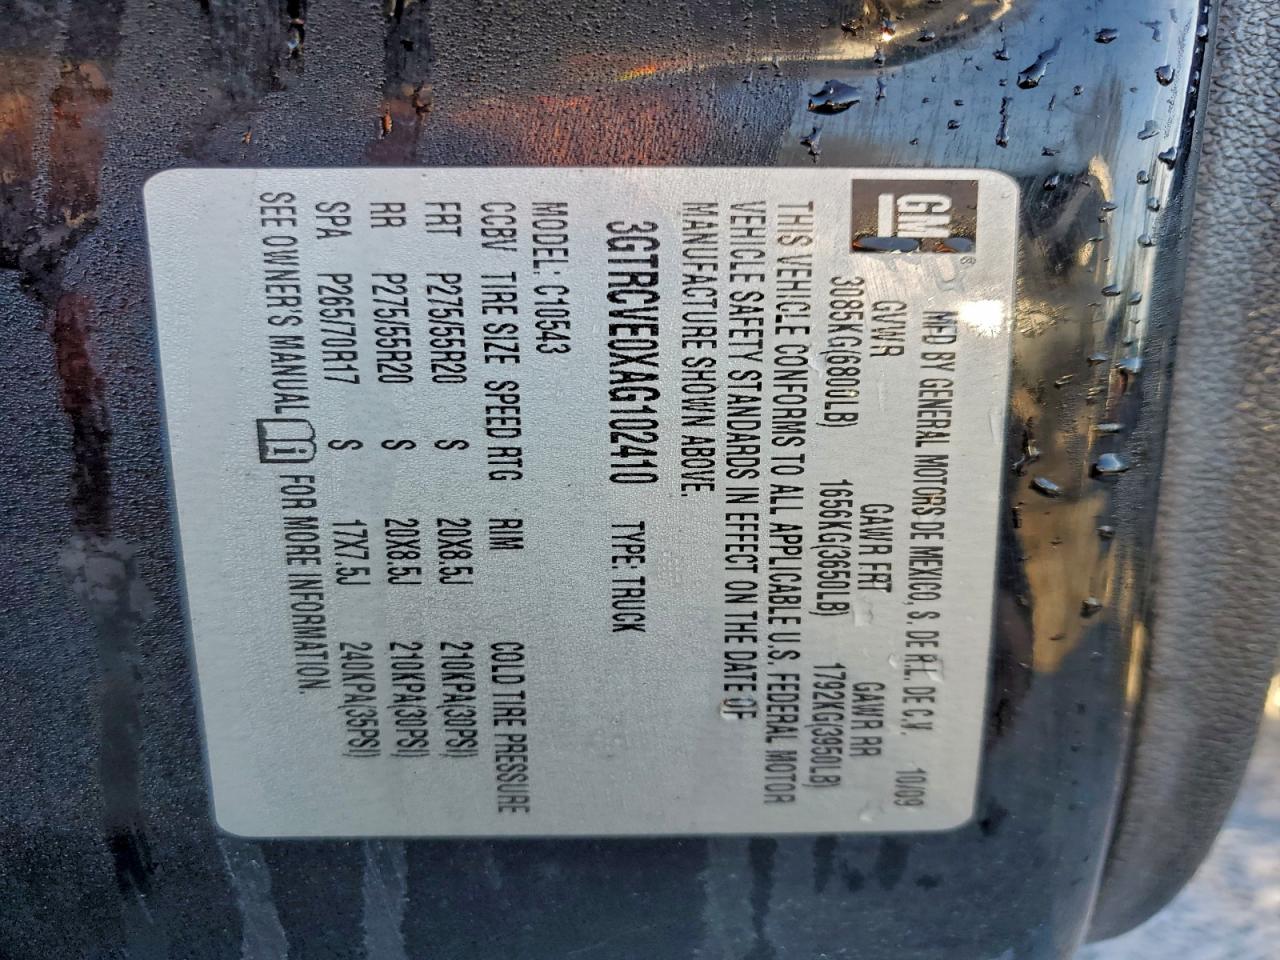 GM
MFD BY GENERAL MOTORS DE MEXICO, S. DE R.L. DE C.V. 10/09
GVWR GAWR FRT GAWR RR
3085KG(6800LB) 1656KG(3650LB) 1792KG(3950LB)
THIS VEHICLE CONFORMS TO ALL APPLICABLE U.S. FEDERAL MOTOR
VEHICLE SAFETY STANDARDS IN EFFECT ON THE DATE OF
MANUFACTURE SHOWN ABOVE.
3GTRCVE0XAG102410 TYPE: TRUCK
MODEL: C10543
CCBV TIRE SIZE SPEED RTG RIM COLD TIRE PRESSURE
FRT P275/55R20 S 20X8.5J 210KPA(30PSI)
RR P275/55R20 S 20X8.5J 210KPA(30PSI)
SPA P265/70R17 S 17X7.5J 240KPA(35PSI)
SEE OWNER'S MANUAL i FOR MORE INFORMATION.